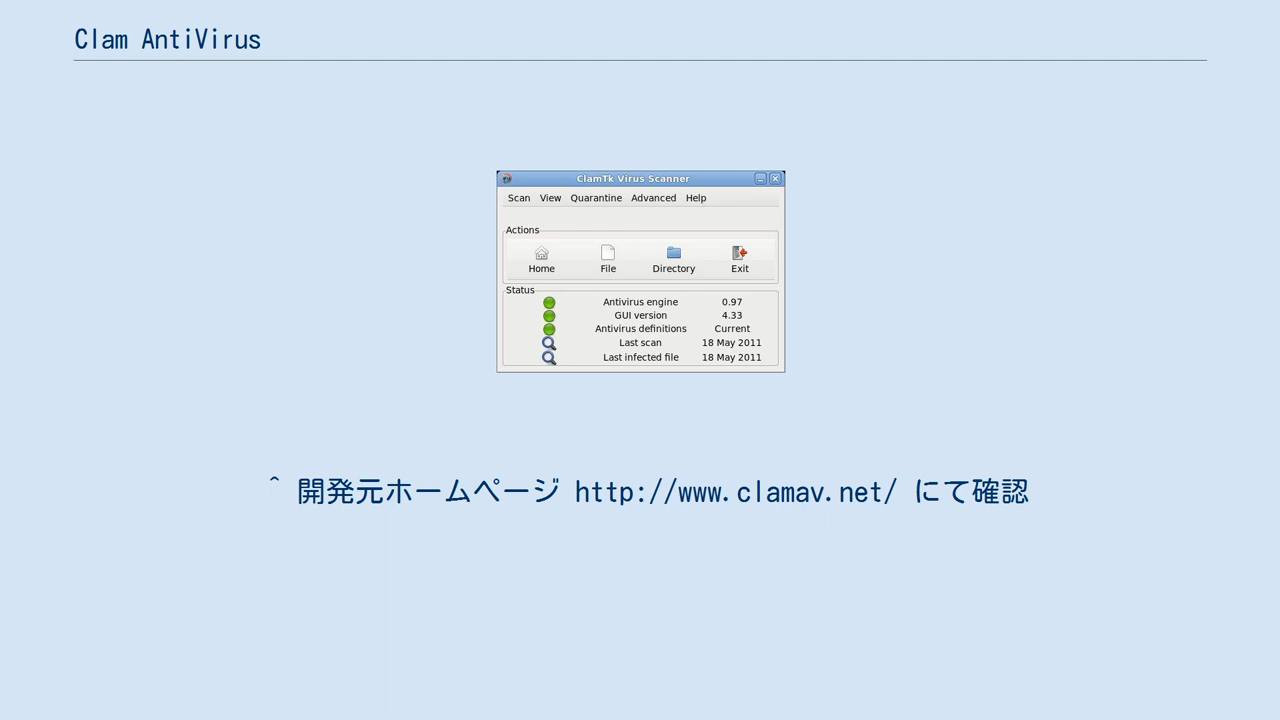 Clam AntiVirus
ClamTk Virus Scanner
Scan View Quarantine Advanced Help
Actions
Home File Directory Exit
Status
Antivirus engine 0.97
GUI version 4.33
Antivirus definitions Current
Last scan 18 May 2011
Last infected file 18 May 2011
^ 開発元ホームページ http://www.clamav.net/ にて確認